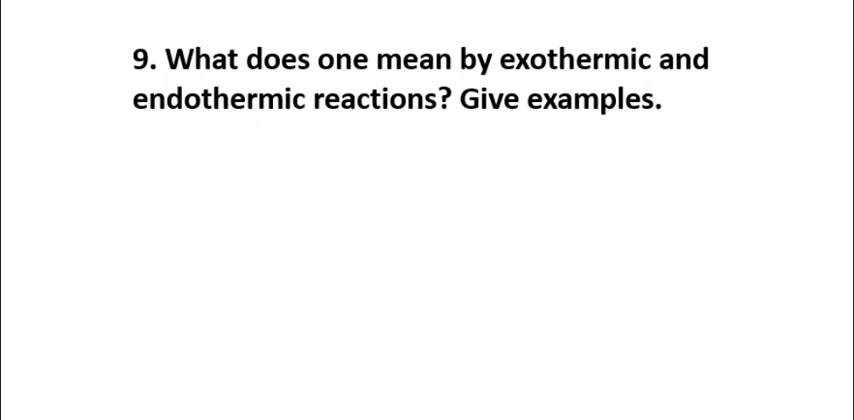 9. What does one mean by exothermic and
endothermic reactions? Give examples.